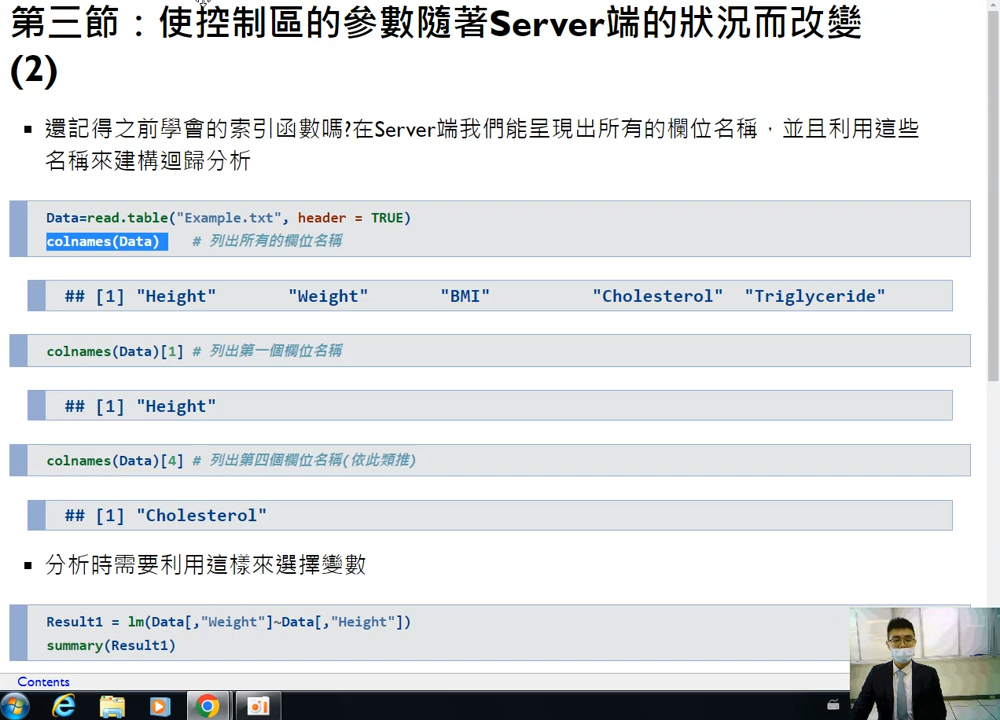 第三節：使控制區的參數隨著Server端的狀況而改變
(2)
▪ 還記得之前學會的索引函數嗎?在Server端我們能呈現出所有的欄位名稱，並且利用這些
名稱來建構迴歸分析
Data=read.table("Example.txt", header = TRUE)
colnames(Data) # 列出所有的欄位名稱
## [1] "Height" "Weight" "BMI" "Cholesterol" "Triglyceride"
colnames(Data)[1] # 列出第一個欄位名稱
## [1] "Height"
colnames(Data)[4] # 列出第四個欄位名稱(依此類推)
## [1] "Cholesterol"
▪ 分析時需要利用這樣來選擇變數
Result1 = lm(Data[,"Weight"]~Data[,"Height"])
summary(Result1)
Contents